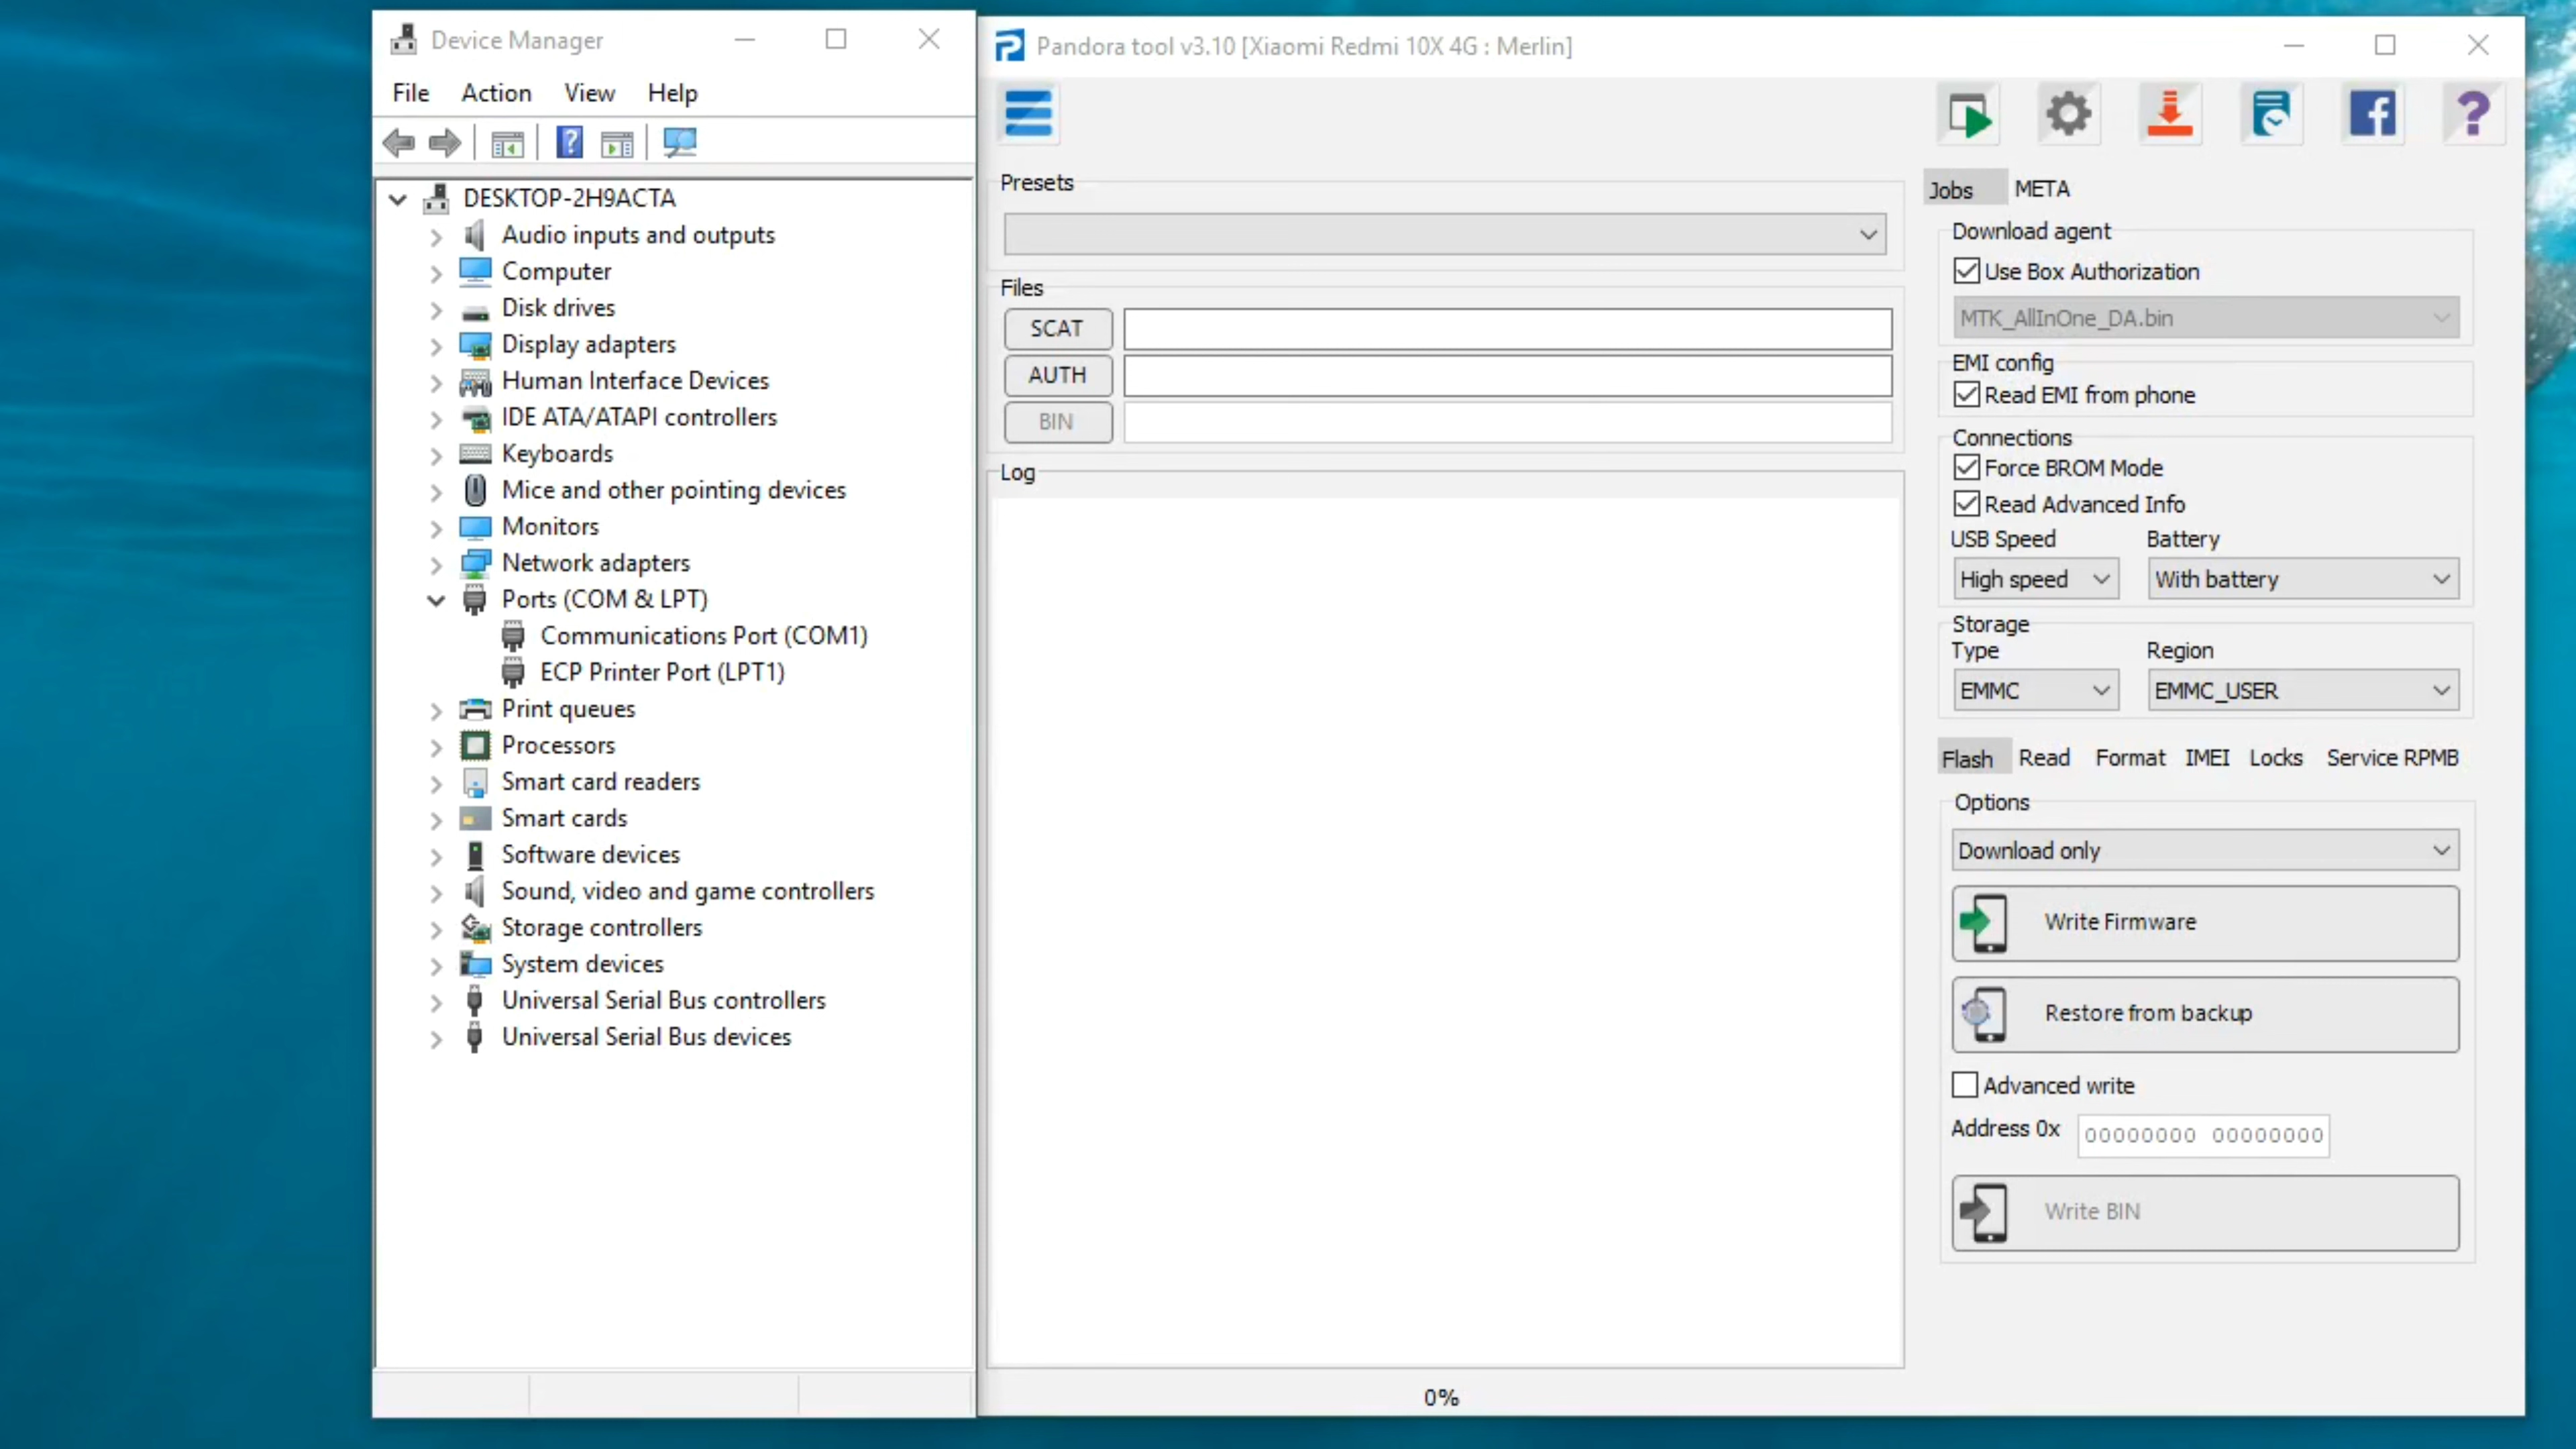 Device Manager
File Action View Help
DESKTOP-2H9ACTA
Audio inputs and outputs
Computer
Disk drives
Display adapters
Human Interface Devices
IDE ATA/ATAPI controllers
Keyboards
Mice and other pointing devices
Monitors
Network adapters
Ports (COM & LPT)
Communications Port (COM1)
ECP Printer Port (LPT1)
Print queues
Processors
Smart card readers
Smart cards
Software devices
Sound, video and game controllers
Storage controllers
System devices
Universal Serial Bus controllers
Universal Serial Bus devices
Pandora tool v3.10 [Xiaomi Redmi 10X 4G : Merlin]
Presets
Files
SCAT
AUTH
BIN
Log
0%
Jobs META
Download agent
Use Box Authorization
MTK_AllInOne_DA.bin
EMI config
Read EMI from phone
Connections
Force BROM Mode
Read Advanced Info
USB Speed Battery
High speed With battery
Storage
Type Region
EMMC EMMC_USER
Flash Read Format IMEI Locks Service RPMB
Options
Download only
Write Firmware
Restore from backup
Advanced write
Address 0x 00000000 00000000
Write BIN